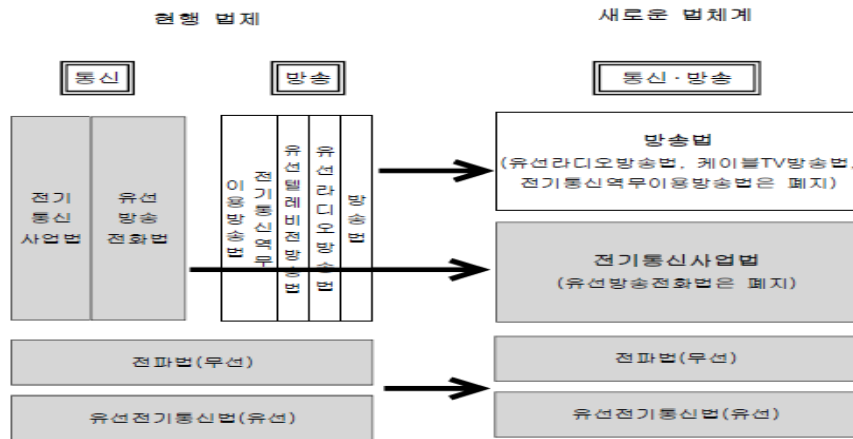 현행 법제
새로운 법체계
통신
방송
통신·방송
전기
통신
사업법
유선
방송
전화법
전기통신역무
이용방송법
유선텔레비전방송법
유선라디오방송법
방송법
방송법
(유선라디오방송법, 케이블TV방송법,
전기통신역무이용방송법은 폐지)
전기통신사업법
(유선방송전화법은 폐지)
전파법(무선)
전파법(무선)
유선전기통신법(유선)
유선전기통신법(유선)